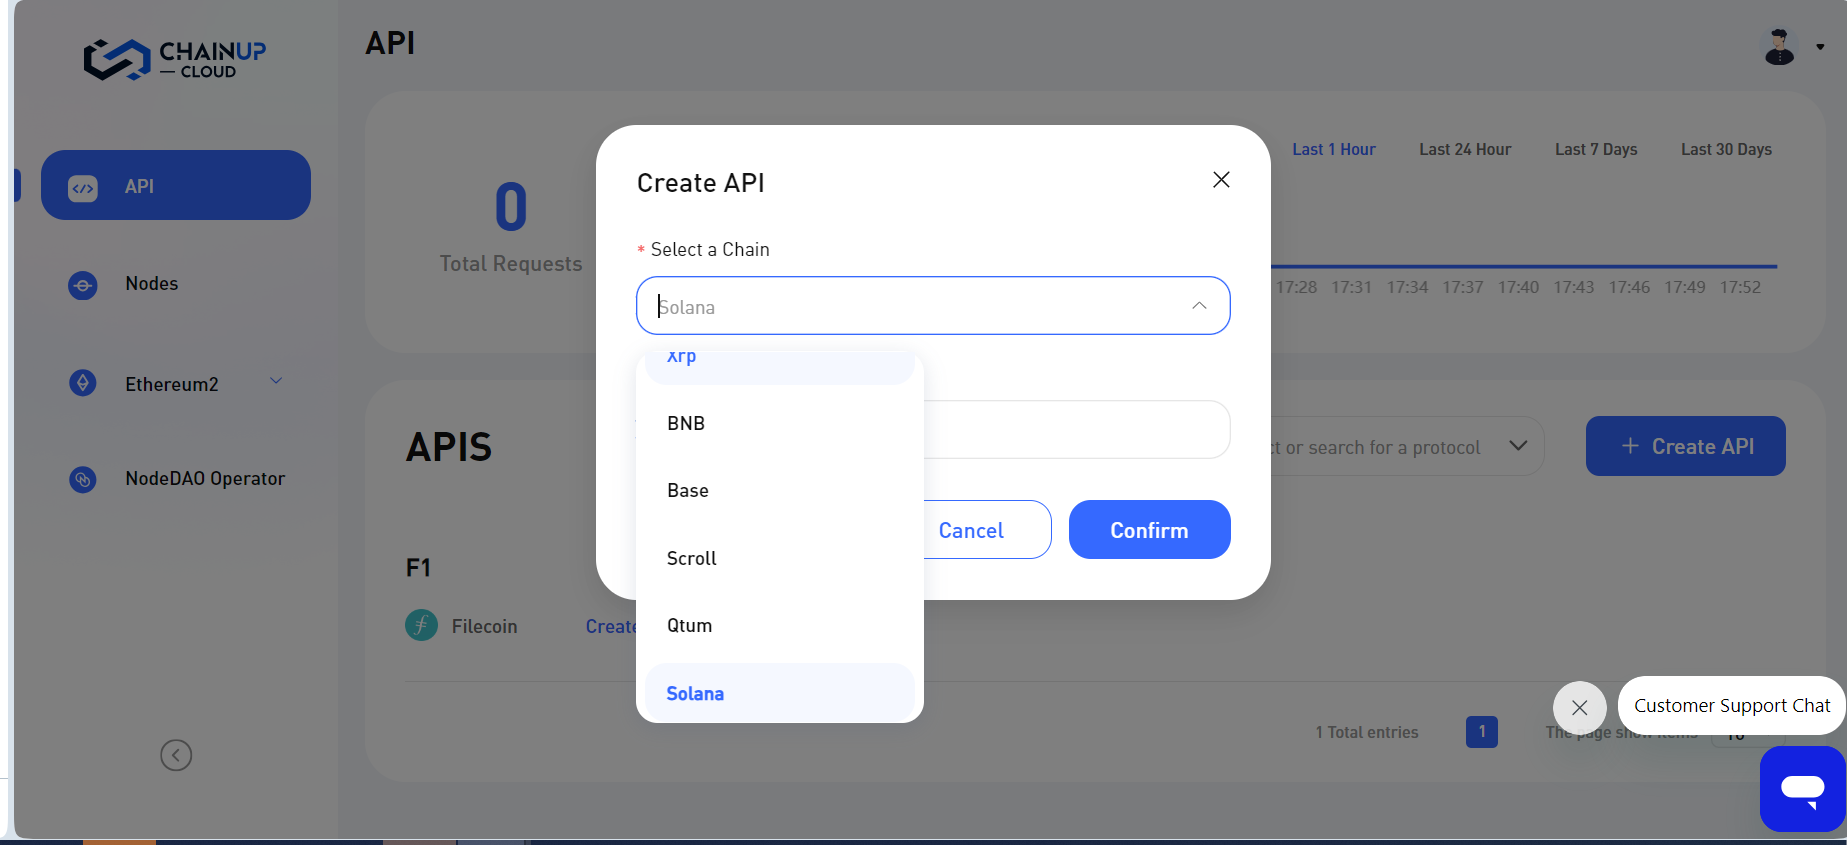 CHAINUP
CLOUD
API
API
Nodes
Ethereum2
NodeDAO Operator
0
Total Requests
Last 1 Hour
Last 24 Hour
Last 7 Days
Last 30 Days
17:28 17:31 17:34 17:37 17:40 17:43 17:46 17:49 17:52
Create API
* Select a Chain
Solana
Xrp
BNB
Base
Scroll
Qtum
Solana
Cancel
Confirm
APIS
or search for a protocol
+ Create API
F1
Filecoin
Create
1 Total entries
1
The page show items
Customer Support Chat